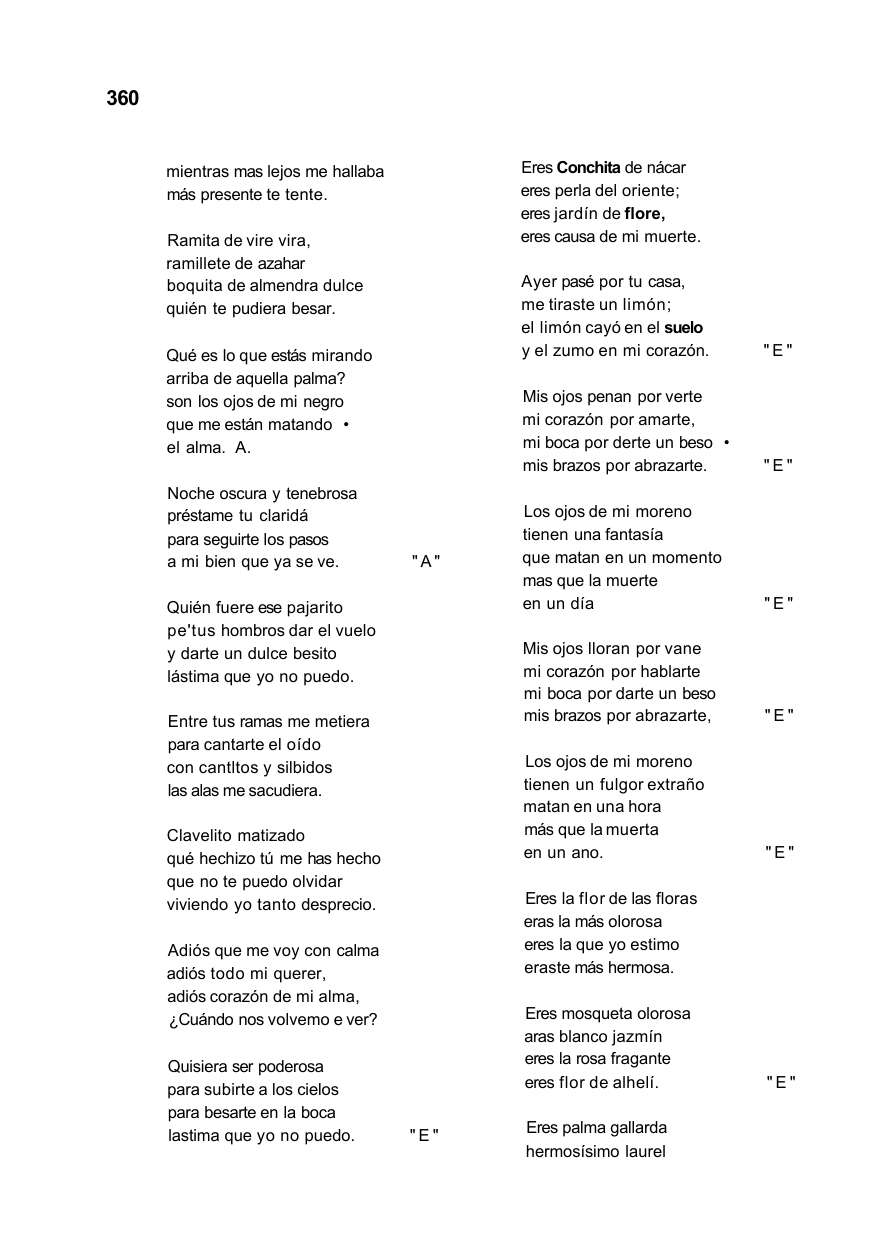 360
mientras mas lejos me hallaba
más presente te tente.
Ramita de vire vira,
ramillete de azahar
boquita de almendra dulce
quién te pudiera besar.
Qué es lo que estás mirando
arriba de aquella palma?
son los ojos de mi negro
que me están matando •
el alma. A.
Noche oscura y tenebrosa
préstame tu claridá
para seguirte los pasos
a mi bien que ya se ve. "A"
Quién fuere ese pajarito
pe'tus hombros dar el vuelo
y darte un dulce besito
lástima que yo no puedo.
Entre tus ramas me metiera
para cantarte el oído
con cantltos y silbidos
las alas me sacudiera.
Clavelito matizado
qué hechizo tú me has hecho
que no te puedo olvidar
viviendo yo tanto desprecio.
Adiós que me voy con calma
adiós todo mi querer,
adiós corazón de mi alma,
¿Cuándo nos volvemo e ver?
Quisiera ser poderosa
para subirte a los cielos
para besarte en la boca
lastima que yo no puedo. "E"
Eres Conchita de nácar
eres perla del oriente;
eres jardín de flore,
eres causa de mi muerte.
Ayer pasé por tu casa,
me tiraste un limón;
el limón cayó en el suelo
y el zumo en mi corazón. "E"
Mis ojos penan por verte
mi corazón por amarte,
mi boca por derte un beso •
mis brazos por abrazarte. "E"
Los ojos de mi moreno
tienen una fantasía
que matan en un momento
mas que la muerte
en un día "E"
Mis ojos lloran por vane
mi corazón por hablarte
mi boca por darte un beso
mis brazos por abrazarte, "E"
Los ojos de mi moreno
tienen un fulgor extraño
matan en una hora
más que la muerta
en un ano. "E"
Eres la flor de las floras
eras la más olorosa
eres la que yo estimo
eraste más hermosa.
Eres mosqueta olorosa
aras blanco jazmín
eres la rosa fragante
eres flor de alhelí. "E"
Eres palma gallarda
hermosísimo laurel